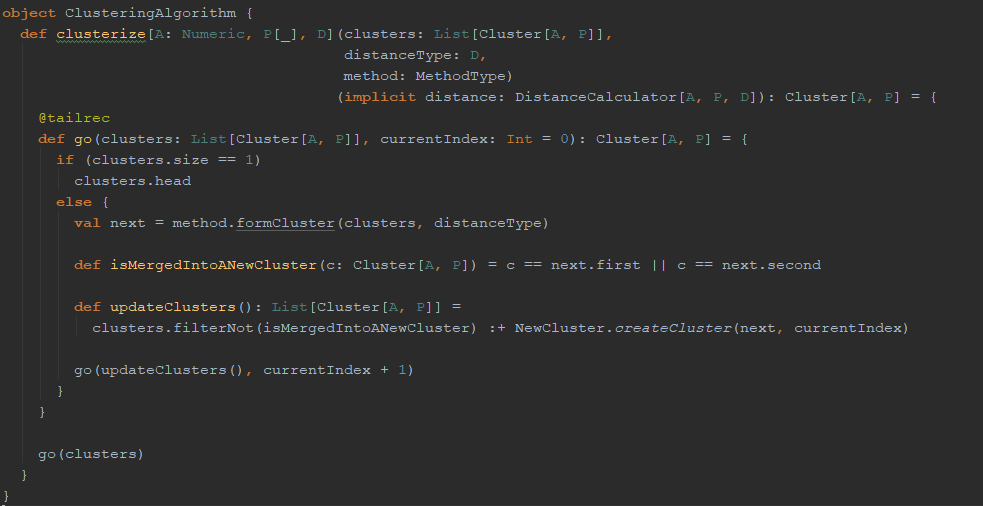 object ClusteringAlgorithm {
  def clusterize[A: Numeric, P[_], D](clusters: List[Cluster[A, P]],
                                      distanceType: D,
                                      method: MethodType)
                                     (implicit distance: DistanceCalculator[A, P, D]): Cluster[A, P] = {
    @tailrec
    def go(clusters: List[Cluster[A, P]], currentIndex: Int = 0): Cluster[A, P] = {
      if (clusters.size == 1)
        clusters.head
      else {
        val next = method.formCluster(clusters, distanceType)

        def isMergedIntoANewCluster(c: Cluster[A, P]) = c == next.first || c == next.second

        def updateClusters(): List[Cluster[A, P]] =
          clusters.filterNot(isMergedIntoANewCluster) :+ NewCluster.createCluster(next, currentIndex)

        go(updateClusters(), currentIndex + 1)
      }
    }

    go(clusters)
  }
}